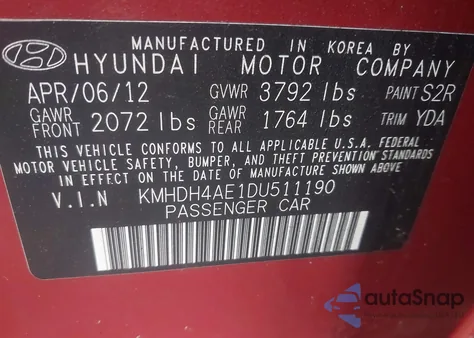 MANUFACTURED IN KOREA BY
HYUNDAI MOTOR COMPANY
APR/06/12 GVWR 3792 lbs PAINT S2R
GAWR FRONT 2072 lbs GAWR REAR 1764 lbs TRIM YDA
THIS VEHICLE CONFORMS TO ALL APPLICABLE U.S.A. FEDERAL
MOTOR VEHICLE SAFETY, BUMPER, AND THEFT PREVENTION STANDARDS
IN EFFECT ON THE DATE OF MANUFACTURE SHOWN ABOVE.
V.I.N KMHDH4AE1DU511190
PASSENGER CAR
autoSnap